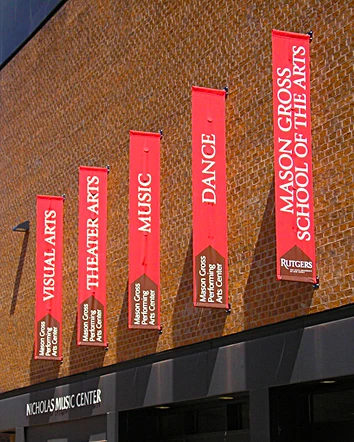 VISUAL ARTS
Mason Gross
Performing
Arts Center
THEATER ARTS
Mason Gross
Performing
Arts Center
MUSIC
Mason Gross
Performing
Arts Center
DANCE
Mason Gross
Performing
Arts Center
MASON GROSS
SCHOOL OF THE ARTS
RUTGERS
NICHOLAS MUSIC CENTER